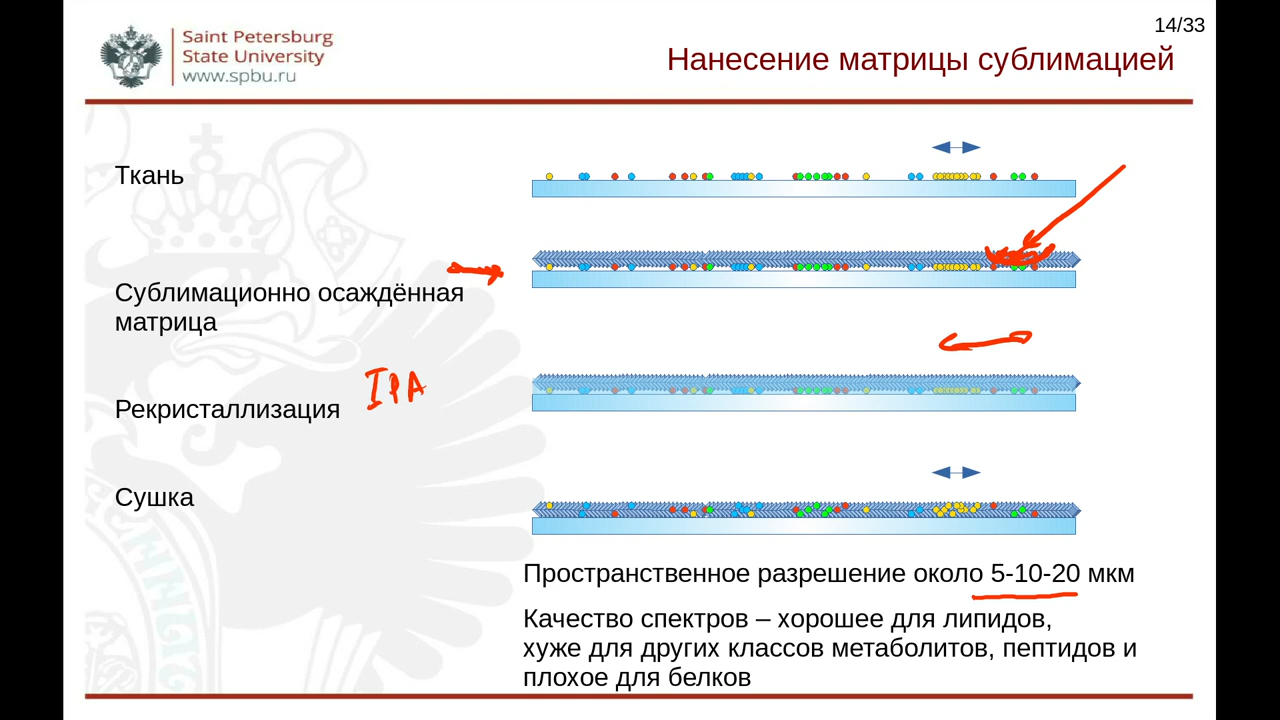 14/33
Saint Petersburg
State University
www.spbu.ru
Нанесение матрицы сублимацией
Ткань
Сублимационно осаждённая
матрица
IPA
Рекристаллизация
Сушка
Пространственное разрешение около 5-10-20 мкм
Качество спектров – хорошее для липидов,
хуже для других классов метаболитов, пептидов и
плохое для белков